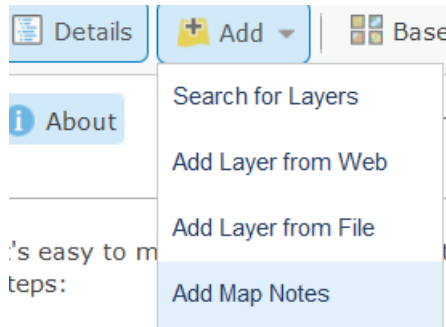 Details Add Base
Search for Layers
About
Add Layer from Web
Add Layer from File
's easy to m
teps:
Add Map Notes